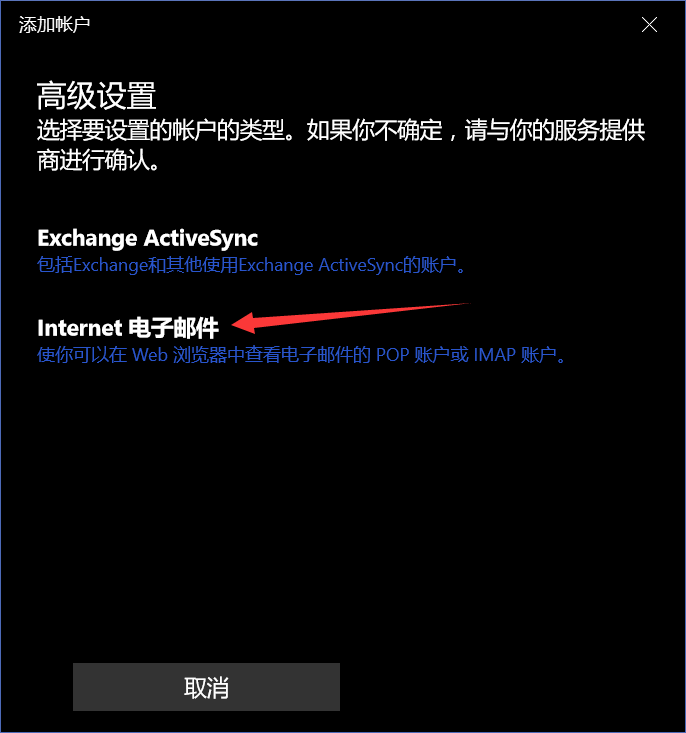 添加帐户
高级设置
选择要设置的帐户的类型。如果你不确定，请与你的服务提供
商进行确认。
Exchange ActiveSync
包括Exchange和其他使用Exchange ActiveSync的账户。
Internet 电子邮件
使你可以在 Web 浏览器中查看电子邮件的 POP 账户或 IMAP 账户。
取消